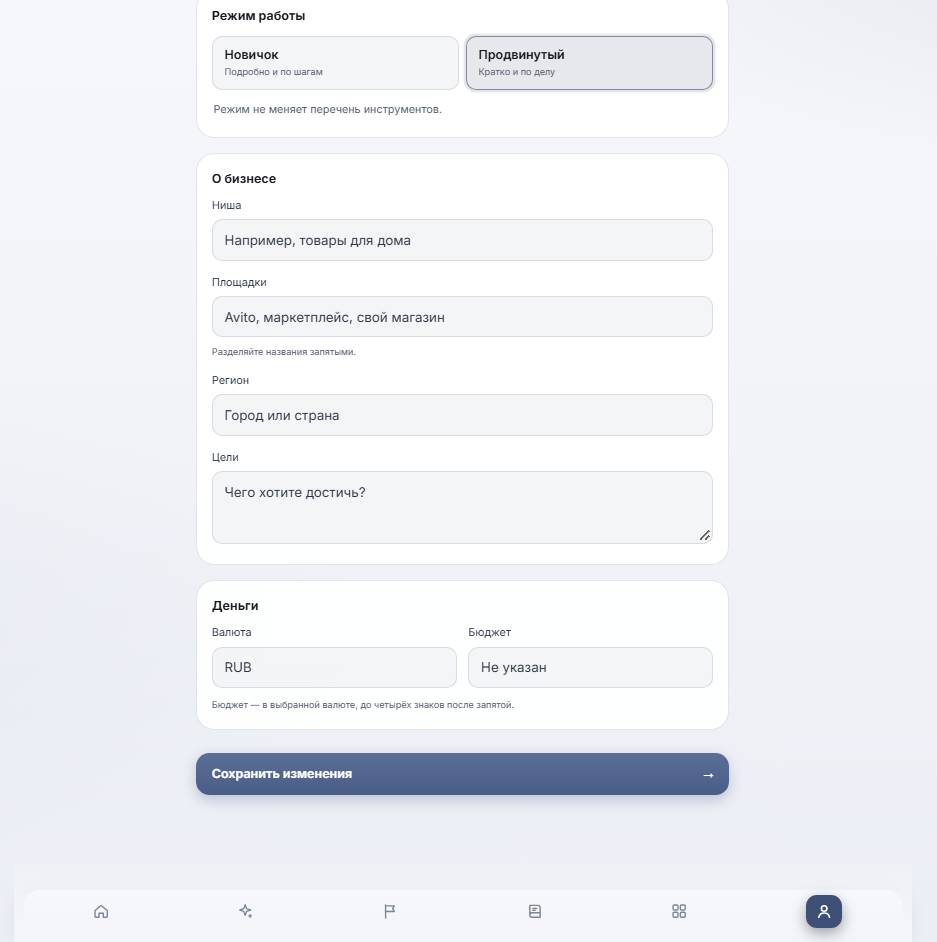 Режим работы
Новичок
Подробно и по шагам
Продвинутый
Кратко и по делу
Режим не меняет перечень инструментов.
О бизнесе
Ниша
Например, товары для дома
Площадки
Avito, маркетплейс, свой магазин
Разделяйте названия запятыми.
Регион
Город или страна
Цели
Чего хотите достичь?
Деньги
Валюта
Бюджет
RUB
Не указан
Бюджет — в выбранной валюте, до четырёх знаков после запятой.
Сохранить изменения →